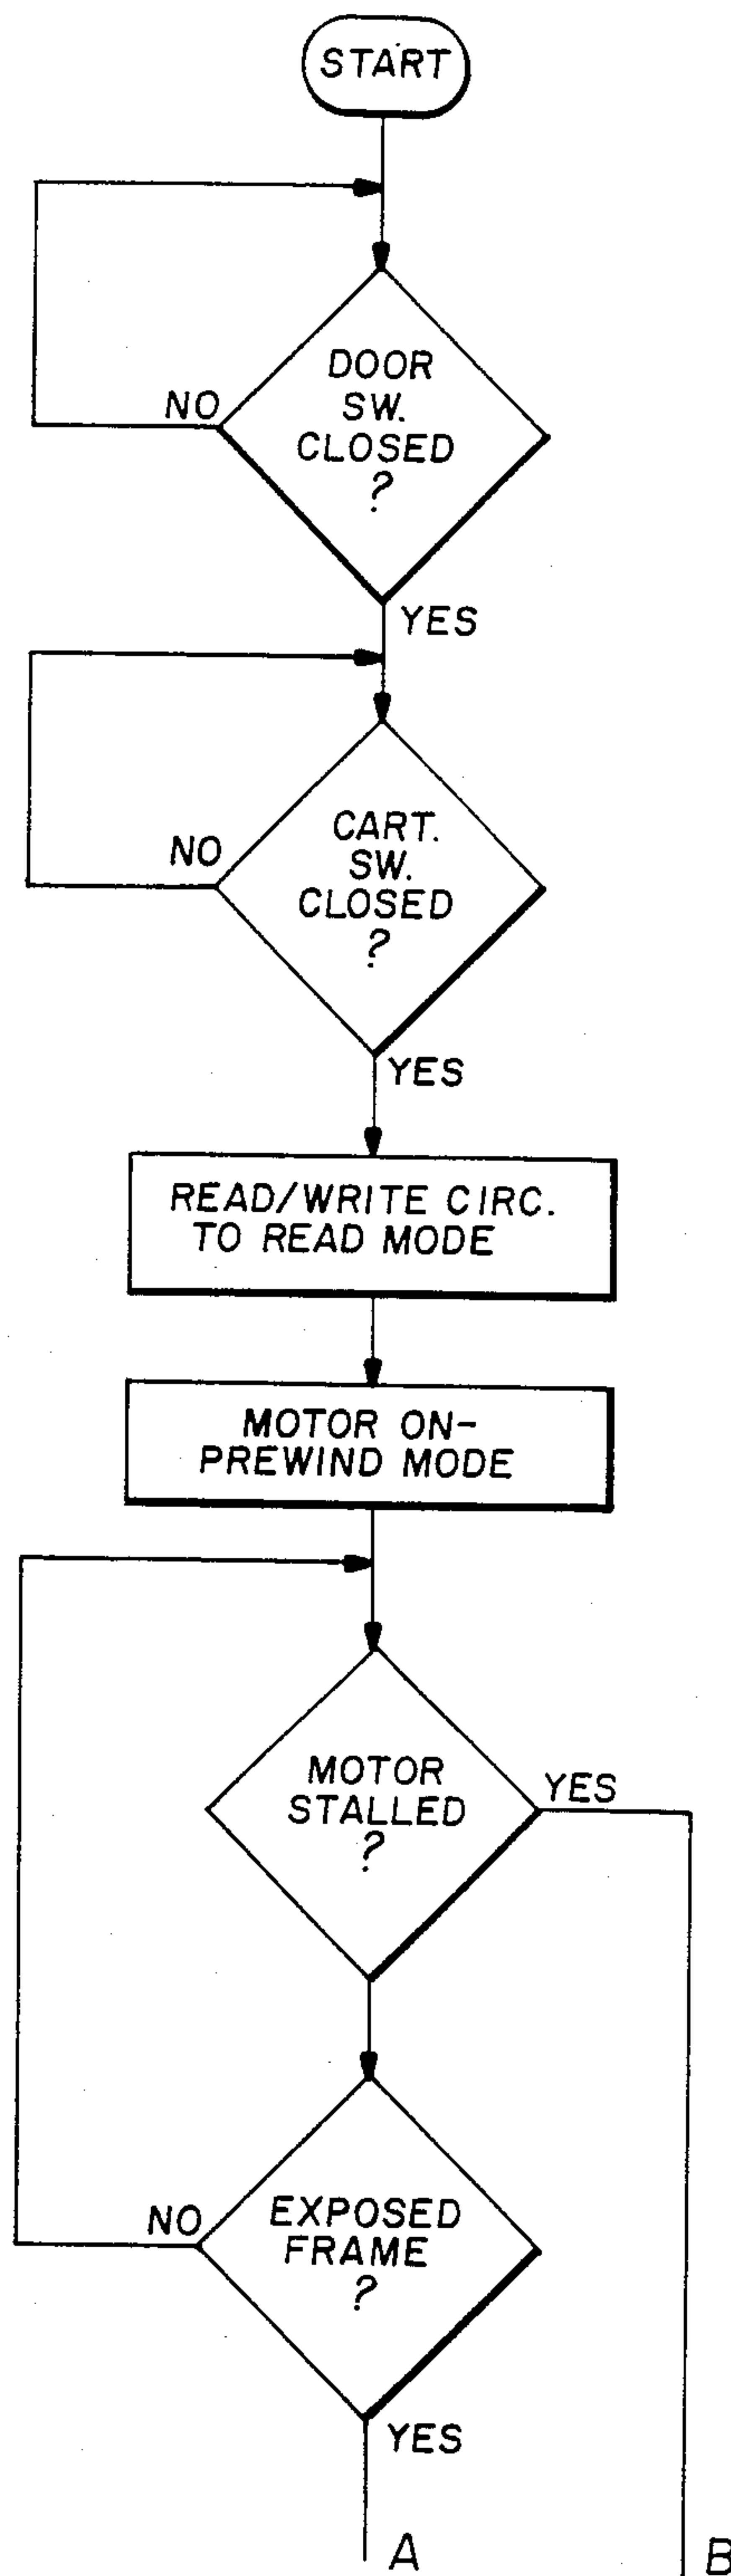 START
DOOR
SW.
CLOSED
?
NO
YES
CART.
SW.
CLOSED
?
NO
YES
READ/WRITE CIRC.
TO READ MODE
MOTOR ON-
PREWIND MODE
MOTOR
STALLED
?
YES
EXPOSED
FRAME
?
NO
YES
A
B